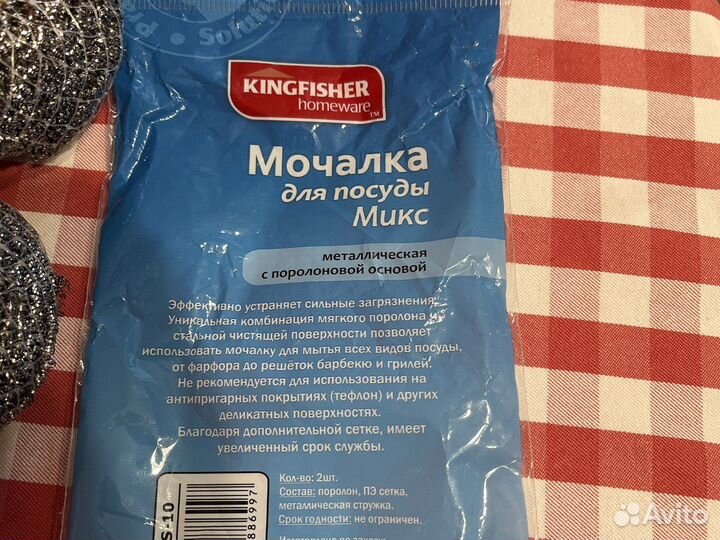 KINGFISHER
homeware™
Мочалка
для посуды
Микс
металлическая
с поролоновой основой
Эффективно устраняет сильные загрязнения.
Уникальная комбинация мягкого поролона и
стальной чистящей поверхности позволяет
использовать мочалку для мытья всех видов посуды,
от фарфора до решёток барбекю и грилей.
Не рекомендуется для использования на
антипригарных покрытиях (тефлон) и других
деликатных поверхностях.
Благодаря дополнительной сетке, имеет
увеличенный срок службы.
Кол-во: 2шт.
Состав: поролон, ПЭ сетка,
металлическая стружка.
Срок годности: не ограничен.
S-10
886997
Avito